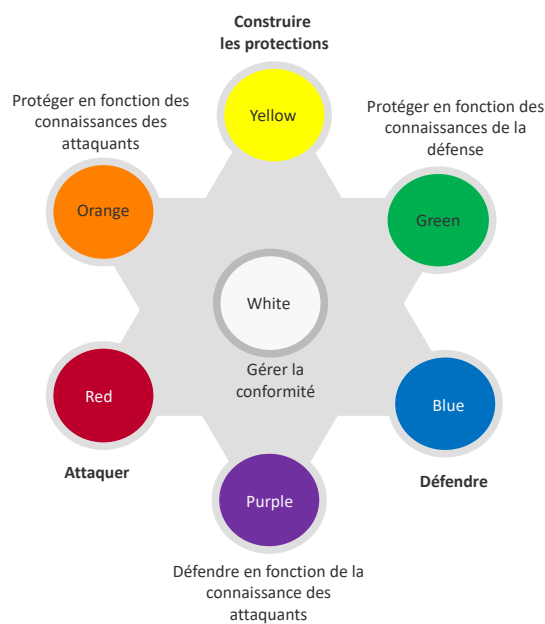 Construire
les protections
Yellow
Protéger en fonction des
connaissances des
attaquants
Protéger en fonction des
connaissances de la
défense
Orange
Green
White
Gérer la
conformité
Red
Blue
Attaquer
Défendre
Purple
Défendre en fonction de la
connaissance des
attaquants